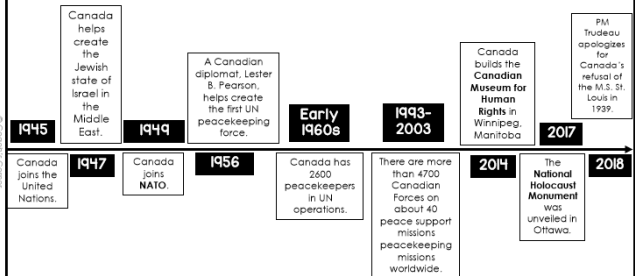 1945
Canada
joins the
United
Nations.
Canada
helps
create
the
Jewish
state of
Israel in
the
Middle
East.
1947
1949
Canada
joins
NATO.
A Canadian
diplomat, Lester
B. Pearson,
helps create
the first UN
peacekeeping
force.
1956
Early
1960s
Canada has
2600
peacekeepers
in UN
operations.
1993-
2003
There are more
than 4700
Canadian
Forces on
about 40
peace support
missions
peacekeeping
missions
worldwide.
Canada
builds the
Canadian
Museum for
Human
Rights in
Winnipeg,
Manitoba
2014
2017
The
National
Holocaust
Monument
was
unveiled in
Ottawa.
PM
Trudeau
apologizes
for
Canada's
refusal of
the M.S. St.
Louis in
1939.
2018